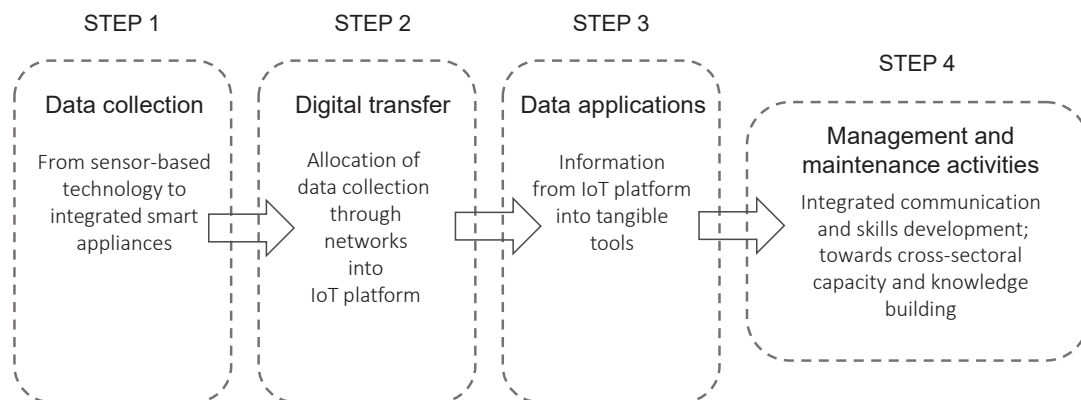 STEP 1
Data collection
From sensor-based
technology to
integrated smart
appliances
STEP 2
Digital transfer
Allocation of
data collection
through
networks
into
IoT platform
STEP 3
Data applications
Information
from IoT platform
into tangible
tools
STEP 4
Management and
maintenance activities
Integrated communication
and skills development;
towards cross-sectoral
capacity and knowledge
building